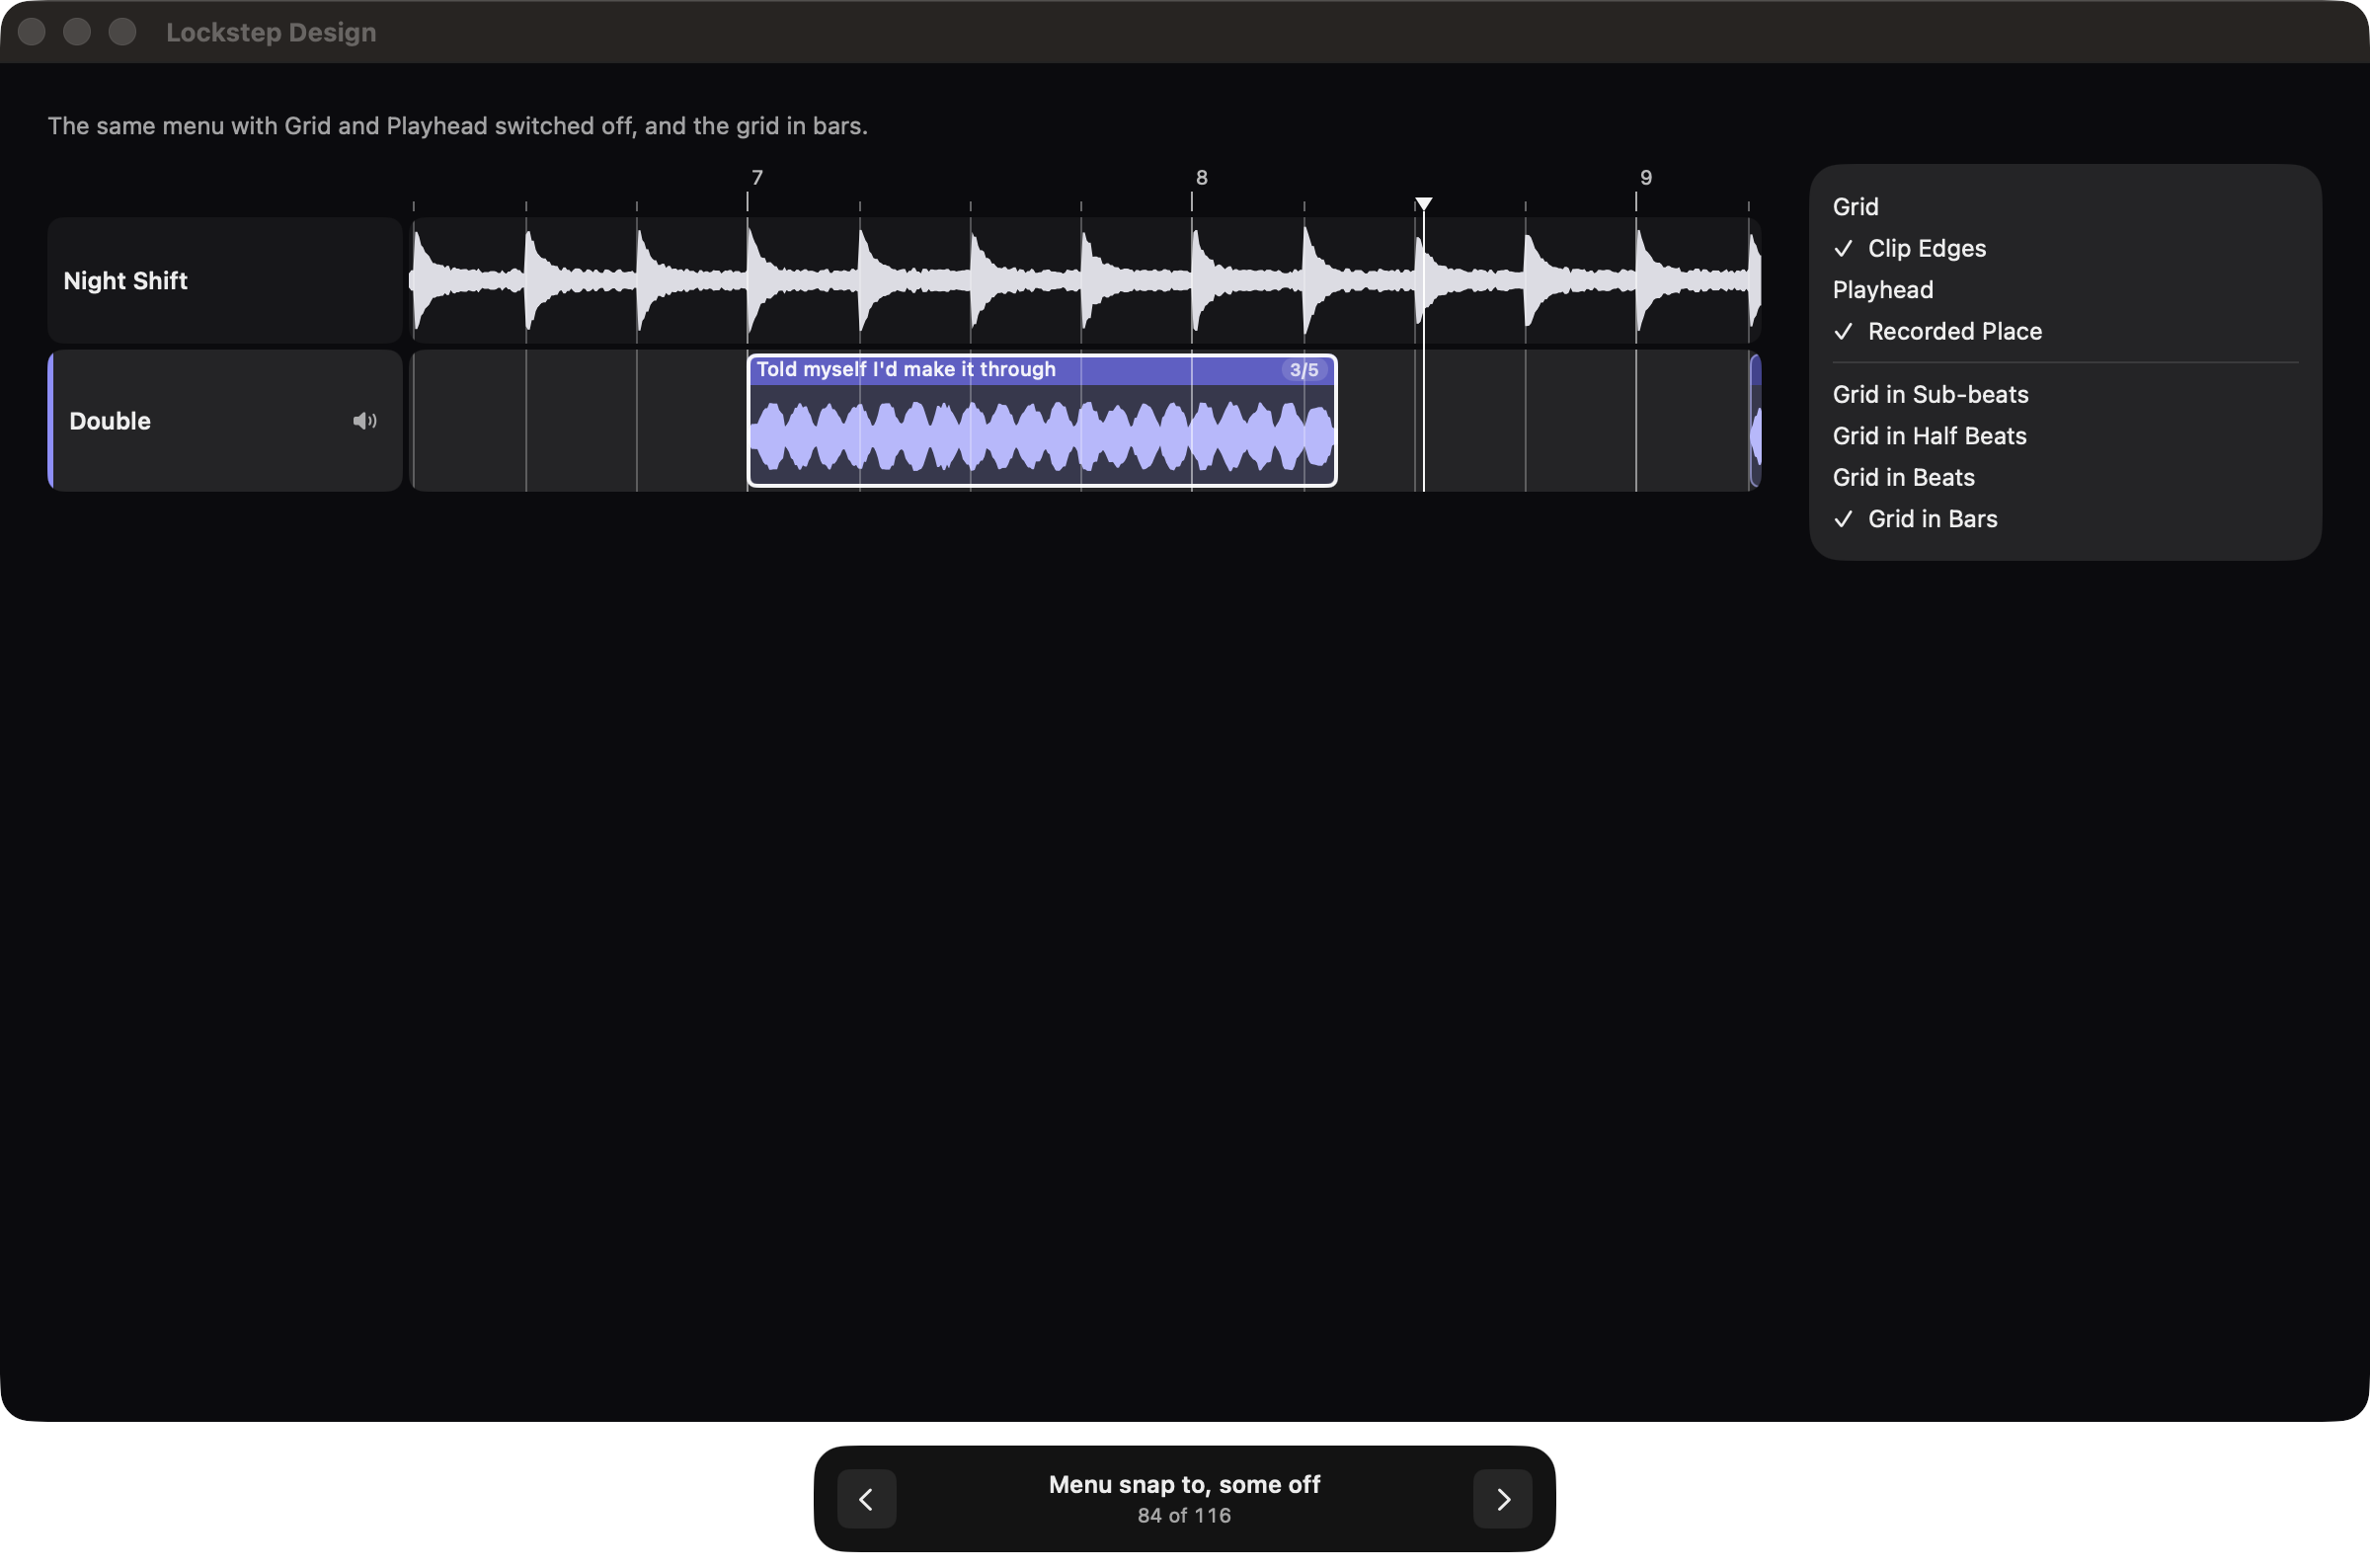 Lockstep Design
The same menu with Grid and Playhead switched off, and the grid in bars.
7
8
9
Night Shift
Double
Told myself I'd make it through
3/5
Grid
✓ Clip Edges
Playhead
✓ Recorded Place
Grid in Sub-beats
Grid in Half Beats
Grid in Beats
✓ Grid in Bars
Menu snap to, some off
84 of 116